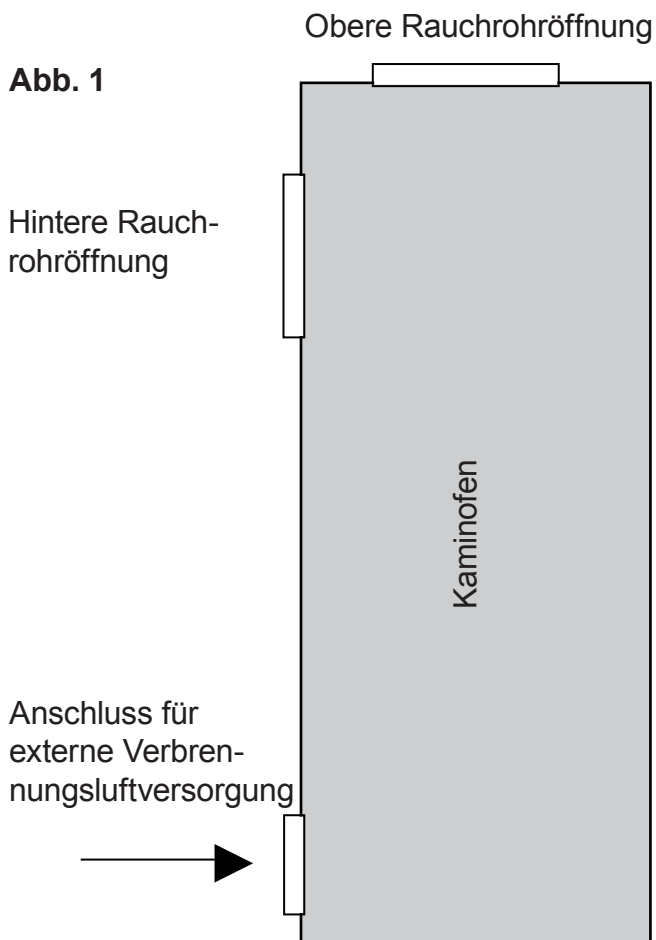 Obere Rauchrohröffnung
Abb. 1
Hintere Rauch-
rohröffnung
Kaminofen
Anschluss für
externe Verbren-
nungsluftversorgung